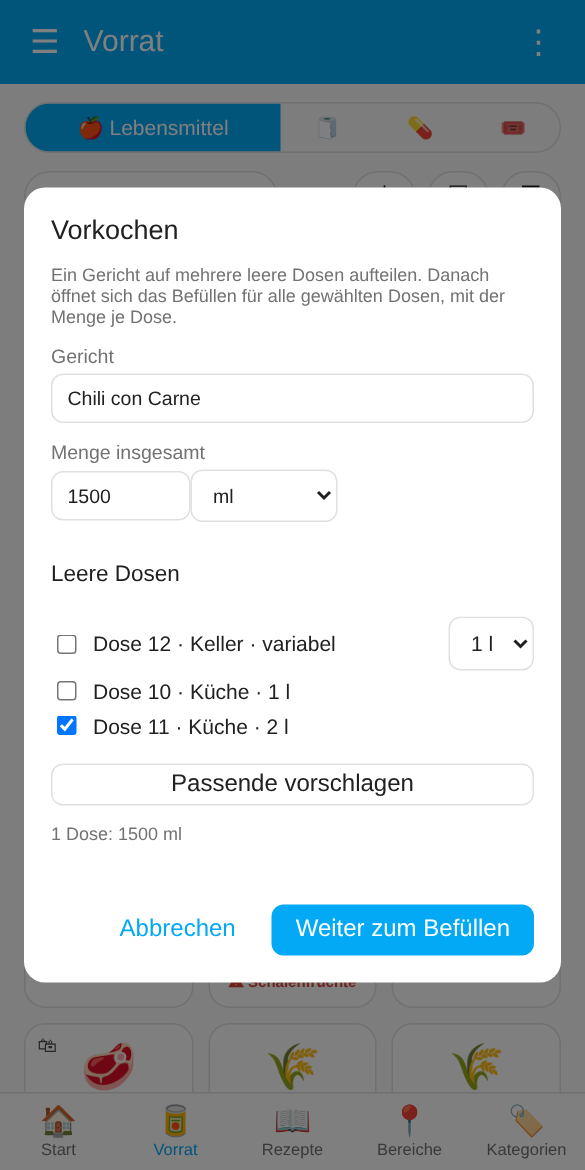 Vorrat
Lebensmittel
Vorkochen
Ein Gericht auf mehrere leere Dosen aufteilen. Danach
öffnet sich das Befüllen für alle gewählten Dosen, mit der
Menge je Dose.
Gericht
Chili con Carne
Menge insgesamt
1500 ml
Leere Dosen
Dose 12 · Keller · variabel 1 l
Dose 10 · Küche · 1 l
Dose 11 · Küche · 2 l
Passende vorschlagen
1 Dose: 1500 ml
Abbrechen Weiter zum Befüllen
Schalenfrüchte
Start Vorrat Rezepte Bereiche Kategorien